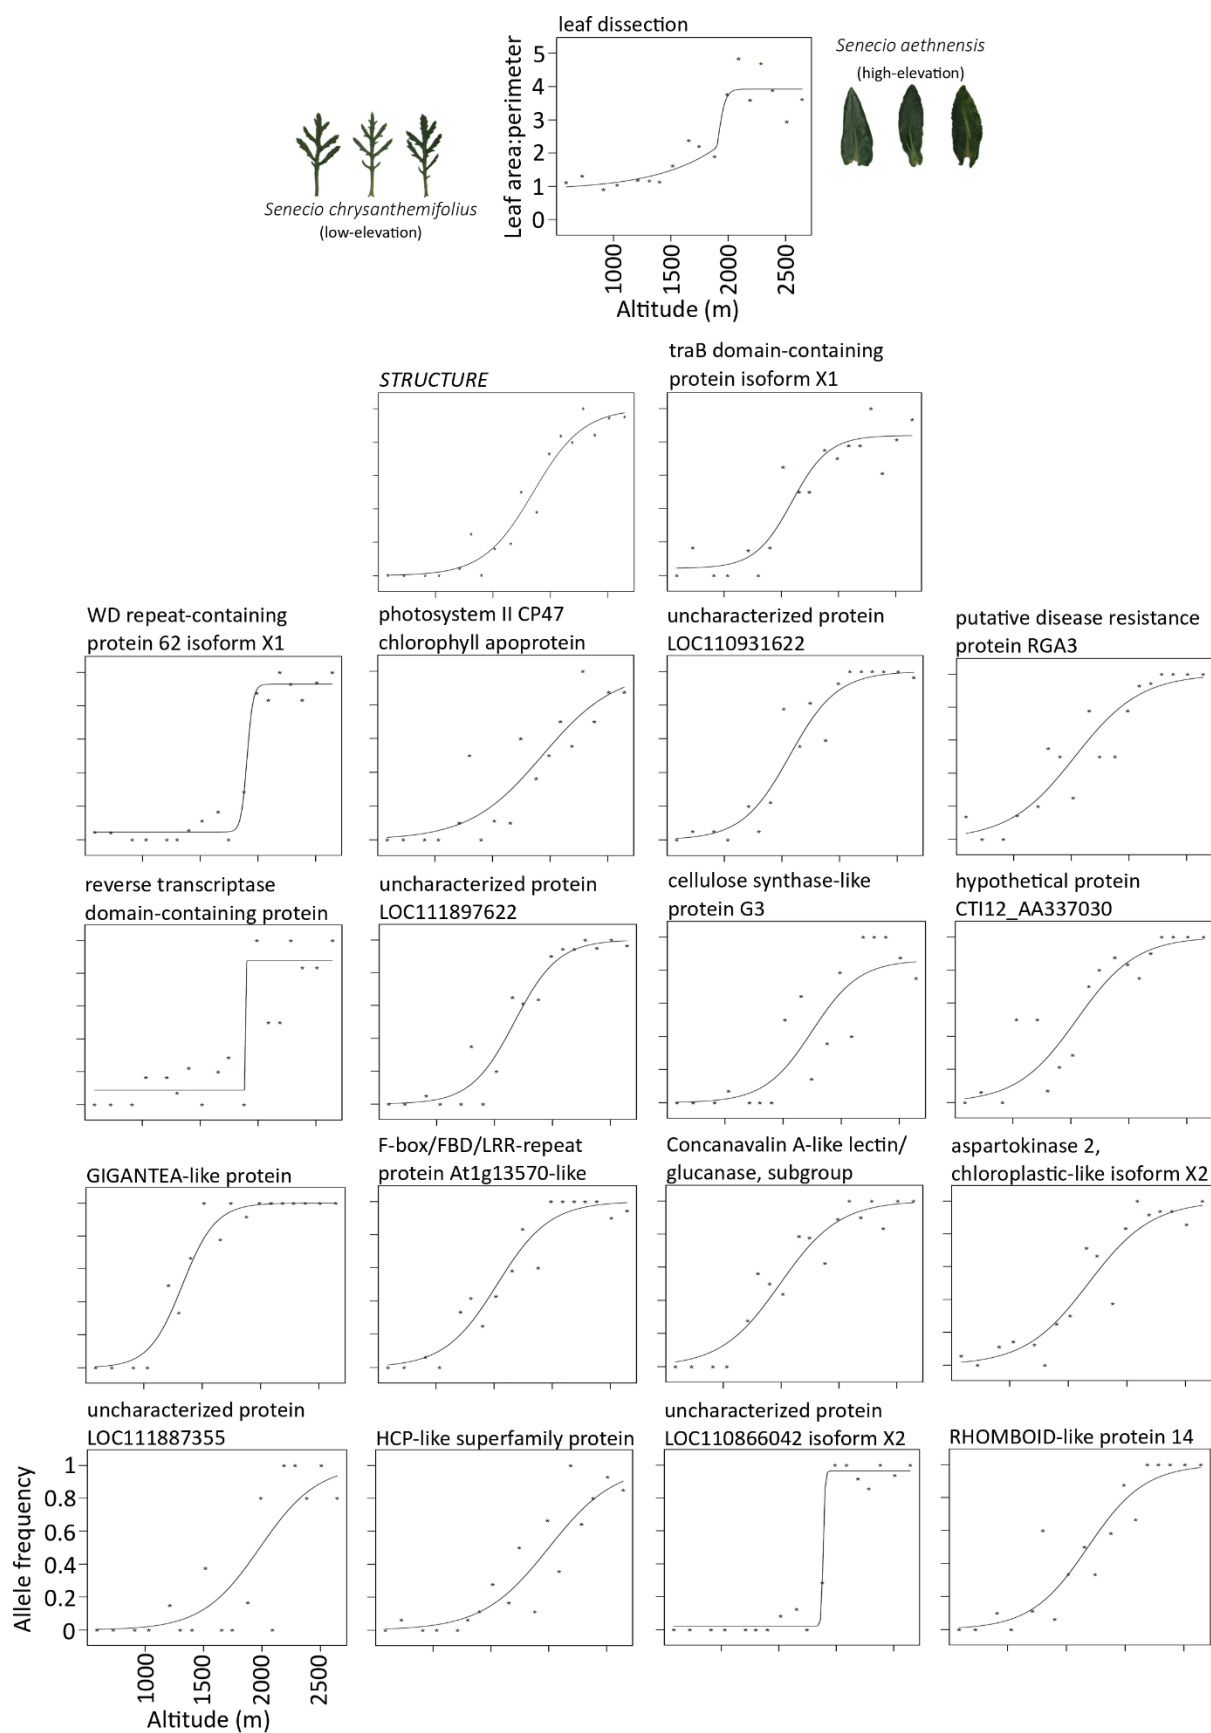 leaf dissection
Leaf area:perimeter
5
4
3
2
1
0
1000
1500
2000
2500
Altitude (m)
Senecio chrysanthemifolius
(low-elevation)
Senecio aethnensis
(high-elevation)
STRUCTURE
traB domain-containing
protein isoform X1
WD repeat-containing
protein 62 isoform X1
photosystem II CP47
chlorophyll apoprotein
uncharacterized protein
LOC110931622
putative disease resistance
protein RGA3
reverse transcriptase
domain-containing protein
uncharacterized protein
LOC111897622
cellulose synthase-like
protein G3
hypothetical protein
CTI12_AA337030
GIGANTEA-like protein
F-box/FBD/LRR-repeat
protein At1g13570-like
Concanavalin A-like lectin/
glucanase, subgroup
aspartokinase 2,
chloroplastic-like isoform X2
uncharacterized protein
LOC111887355
HCP-like superfamily protein
uncharacterized protein
LOC110866042 isoform X2
RHOMBOID-like protein 14
Allele frequency
1
0.8
0.6
0.4
0.2
0
1000
1500
2000
2500
Altitude (m)